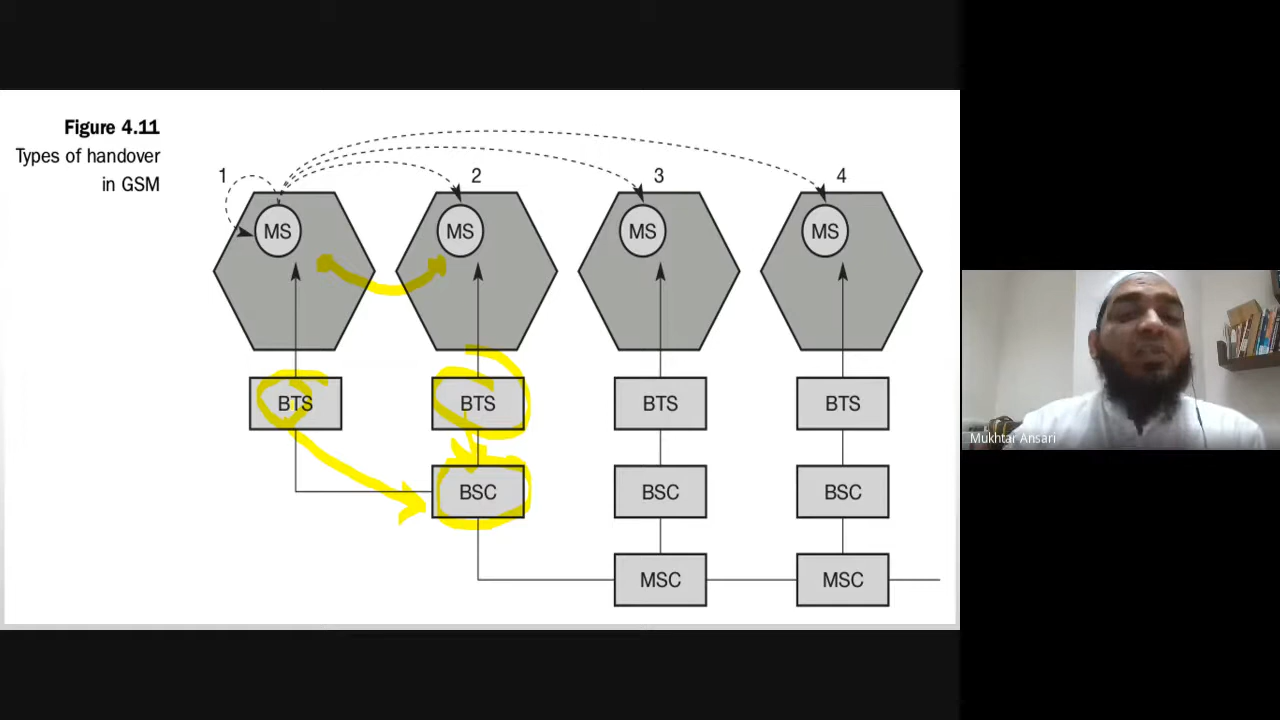 Figure 4.11
Types of handover
in GSM
1
2
3
4
MS
MS
MS
MS
BTS
BTS
BTS
BTS
BSC
BSC
BSC
MSC
MSC
Mukhtar Ansari